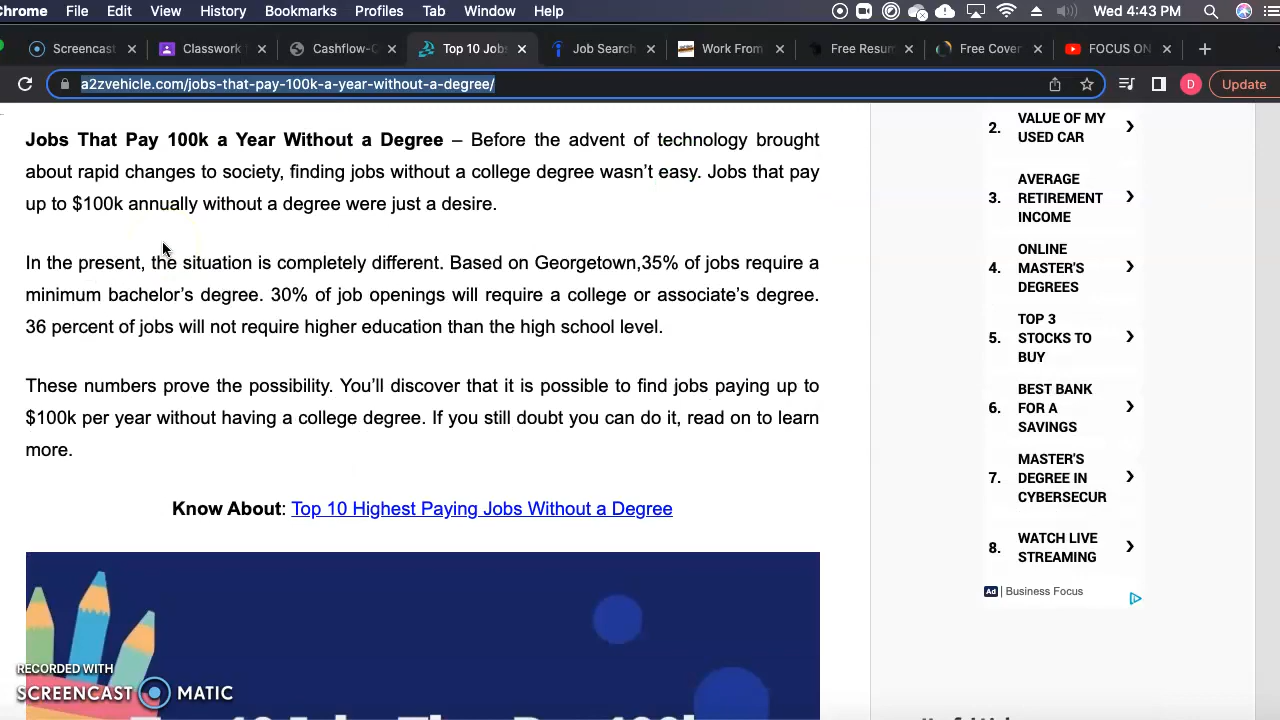 Chrome File Edit View History Bookmarks Profiles Tab Window Help Wed 4:43 PM
Screencast Classwork Cashflow-C Top 10 Jobs Job Search Work From Free Resum Free Cover FOCUS ON
a2zvehicle.com/jobs-that-pay-100k-a-year-without-a-degree/ D Update
Jobs That Pay 100k a Year Without a Degree – Before the advent of technology brought
about rapid changes to society, finding jobs without a college degree wasn't easy. Jobs that pay
up to $100k annually without a degree were just a desire.
In the present, the situation is completely different. Based on Georgetown,35% of jobs require a
minimum bachelor's degree. 30% of job openings will require a college or associate's degree.
36 percent of jobs will not require higher education than the high school level.
These numbers prove the possibility. You'll discover that it is possible to find jobs paying up to
$100k per year without having a college degree. If you still doubt you can do it, read on to learn
more.
Know About: Top 10 Highest Paying Jobs Without a Degree
RECORDED WITH
SCREENCAST MATIC
2. VALUE OF MY
USED CAR
3. AVERAGE
RETIREMENT
INCOME
4. ONLINE
MASTER'S
DEGREES
5. TOP 3
STOCKS TO
BUY
6. BEST BANK
FOR A
SAVINGS
7. MASTER'S
DEGREE IN
CYBERSECUR
8. WATCH LIVE
STREAMING
Ad | Business Focus